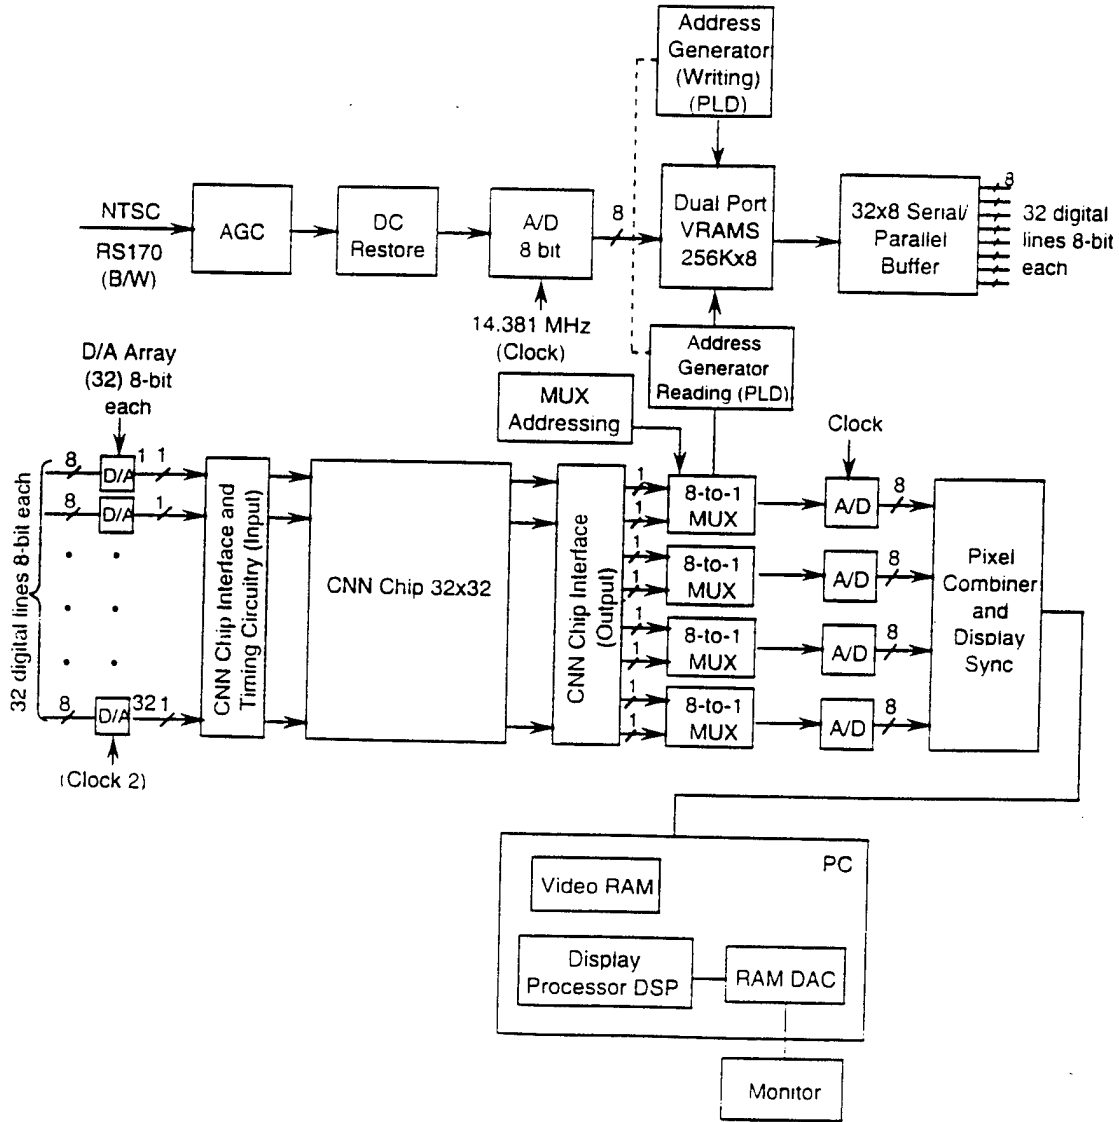 Address
Generator
(Writing)
(PLD)
NTSC
RS170
(B/W)
AGC
DC
Restore
A/D
8 bit
8
Dual Port
VRAMS
256Kx8
32x8 Serial/
Parallel
Buffer
8
32 digital
lines 8-bit
each
14.381 MHz
(Clock)
Address
Generator
Reading (PLD)
D/A Array
(32) 8-bit
each
MUX
Addressing
Clock
32 digital lines 8-bit each
8
D/A
1
1
8
D/A
1
8
D/A
32
1
(Clock 2)
CNN Chip Interface and
Timing Circuitry (Input)
CNN Chip 32x32
CNN Chip Interface
(Output)
1
1
8-to-1
MUX
A/D
8
1
1
8-to-1
MUX
A/D
8
1
1
8-to-1
MUX
A/D
8
1
1
8-to-1
MUX
A/D
8
Pixel
Combiner
and
Display
Sync
PC
Video RAM
Display
Processor DSP
RAM DAC
Monitor